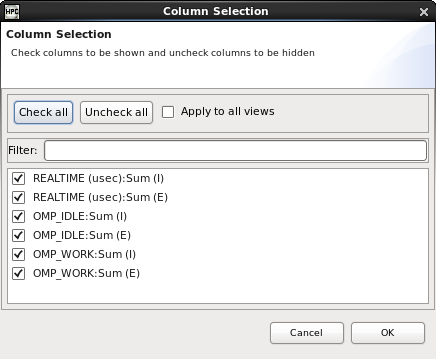 HPC
Column Selection
Column Selection
Check columns to be shown and uncheck columns to be hidden
Check all
Uncheck all
Apply to all views
Filter:
REALTIME (usec):Sum (I)
REALTIME (usec):Sum (E)
OMP_IDLE:Sum (I)
OMP_IDLE:Sum (E)
OMP_WORK:Sum (I)
OMP_WORK:Sum (E)
Cancel
OK